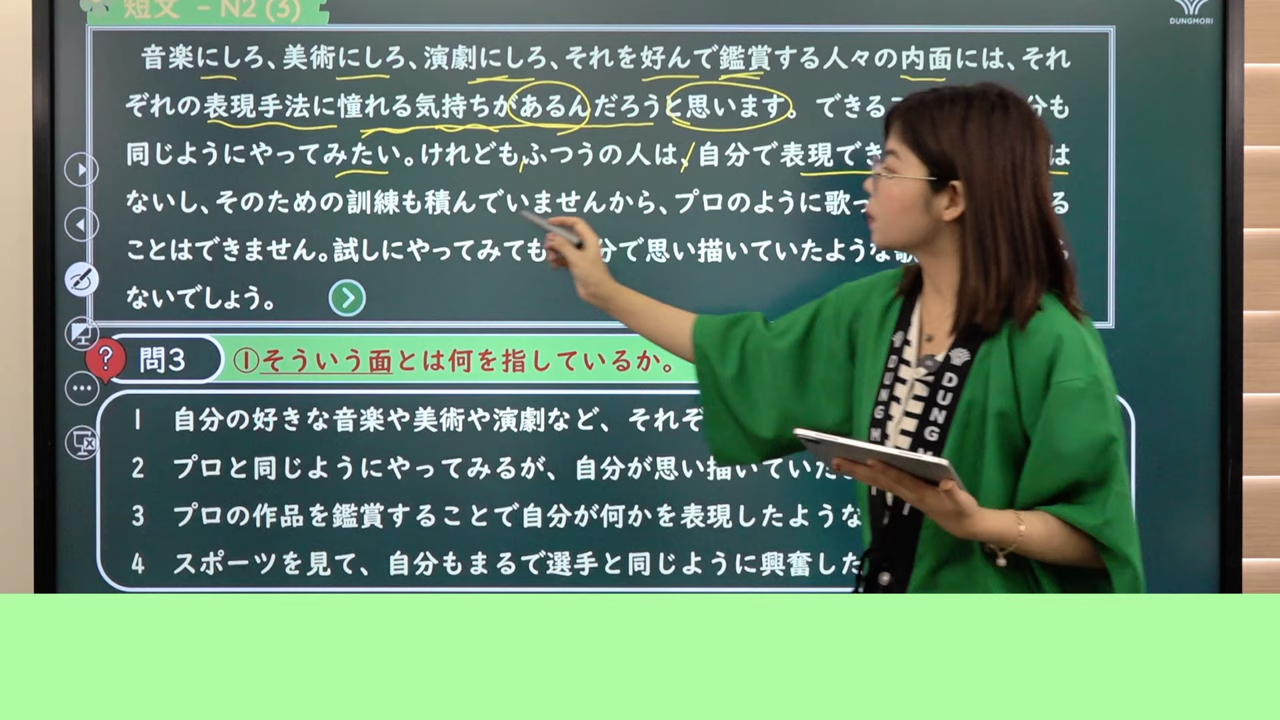 短文 - N2 (3)
DUNGMORI
音楽にしろ、美術にしろ、演劇にしろ、それを好んで鑑賞する人々の内面には、それ
ぞれの表現手法に憧れる気持ちがあるんだろうと思います。できる 分も
同じようにやってみたい。けれども、ふつうの人は、自分で表現でき は
ないし、そのための訓練も積んでいませんから、プロのように歌っ る
ことはできません。試しにやってみても 分で思い描いていたような歌
ないでしょう。
? 問3 ①そういう面とは何を指しているか。
1 自分の好きな音楽や美術や演劇など、それぞ
2 プロと同じようにやってみるが、自分が思い描いていた
3 プロの作品を鑑賞することで自分が何かを表現したような
4 スポーツを見て、自分もまるで選手と同じように興奮した
DUNG M
DUNG M